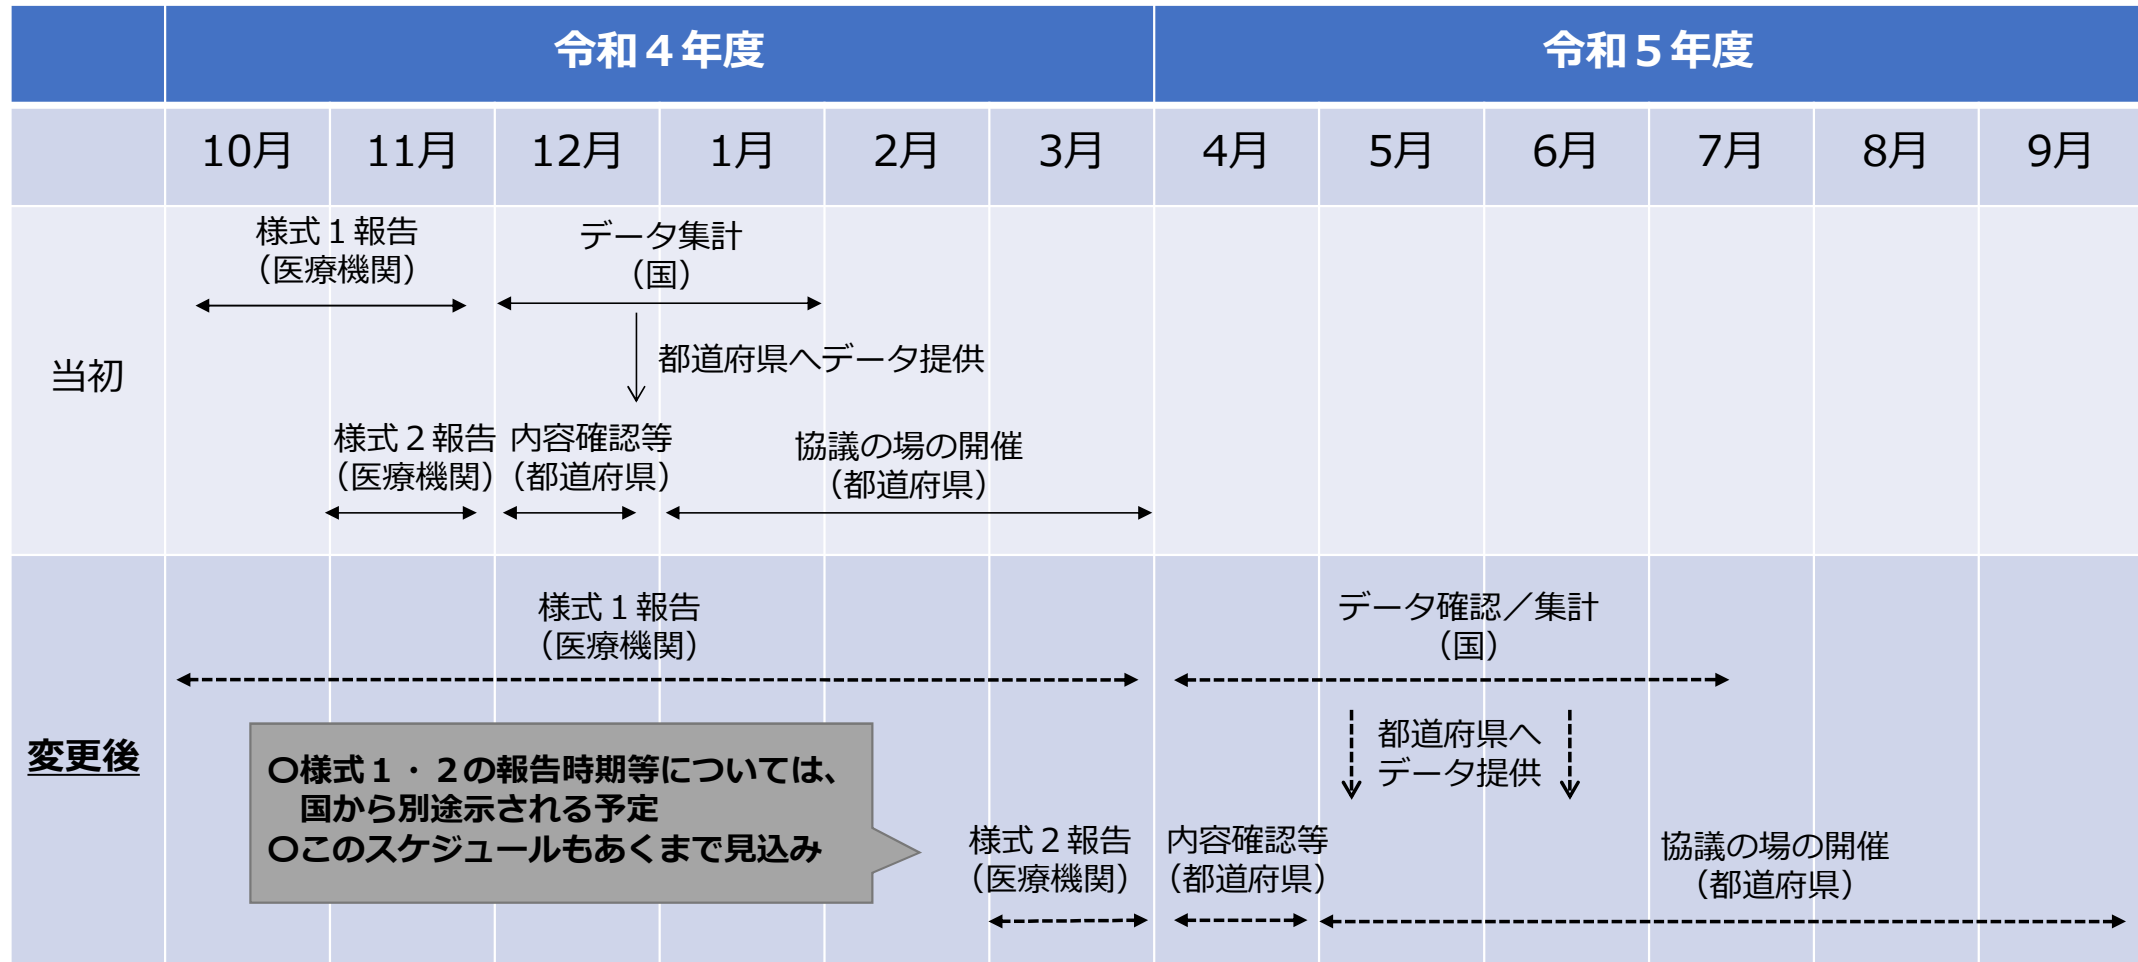 令和４年度
令和５年度
10月
11月
12月
1月
2月
3月
4月
5月
6月
7月
8月
9月
当初
様式１報告
（医療機関）
データ集計
（国）
都道府県へデータ提供
様式２報告
（医療機関）
内容確認等
（都道府県）
協議の場の開催
（都道府県）
変更後
様式１報告
（医療機関）
データ確認／集計
（国）
都道府県へ
データ提供
〇様式１・２の報告時期等については、
国から別途示される予定
〇このスケジュールもあくまで見込み
様式２報告
（医療機関）
内容確認等
（都道府県）
協議の場の開催
（都道府県）